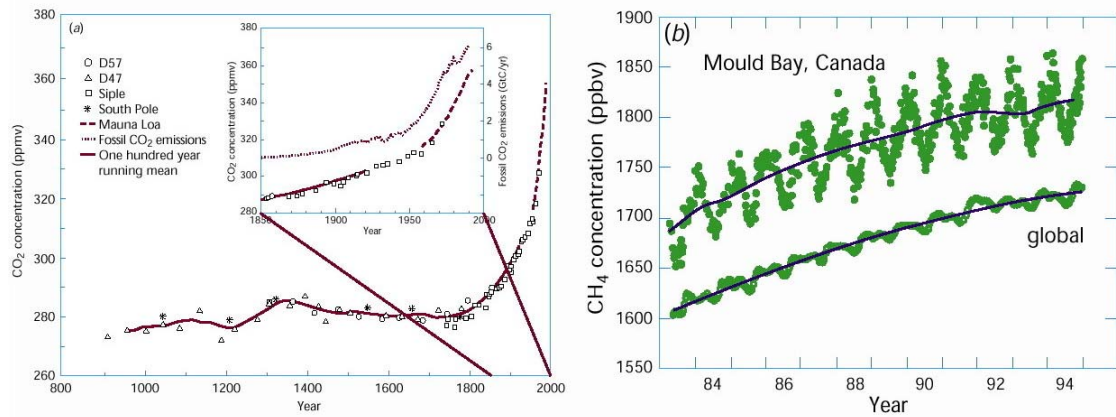 (a)
D57
D47
Siple
South Pole
Mauna Loa
Fossil CO₂ emissions
One hundred year
running mean
CO₂ concentration (ppmv)
380
360
340
320
300
280
260
800
1000
1200
1400
1600
1800
2000
Year
CO₂ concentration (ppmv)
380
360
340
320
300
280
1850
1900
1950
2000
Year
Fossil CO₂ emissions (GtC/yr)
6
4
2
0
(b)
Mould Bay, Canada
global
CH₄ concentration (ppbv)
1900
1850
1800
1750
1700
1650
1600
1550
84
86
88
90
92
94
Year